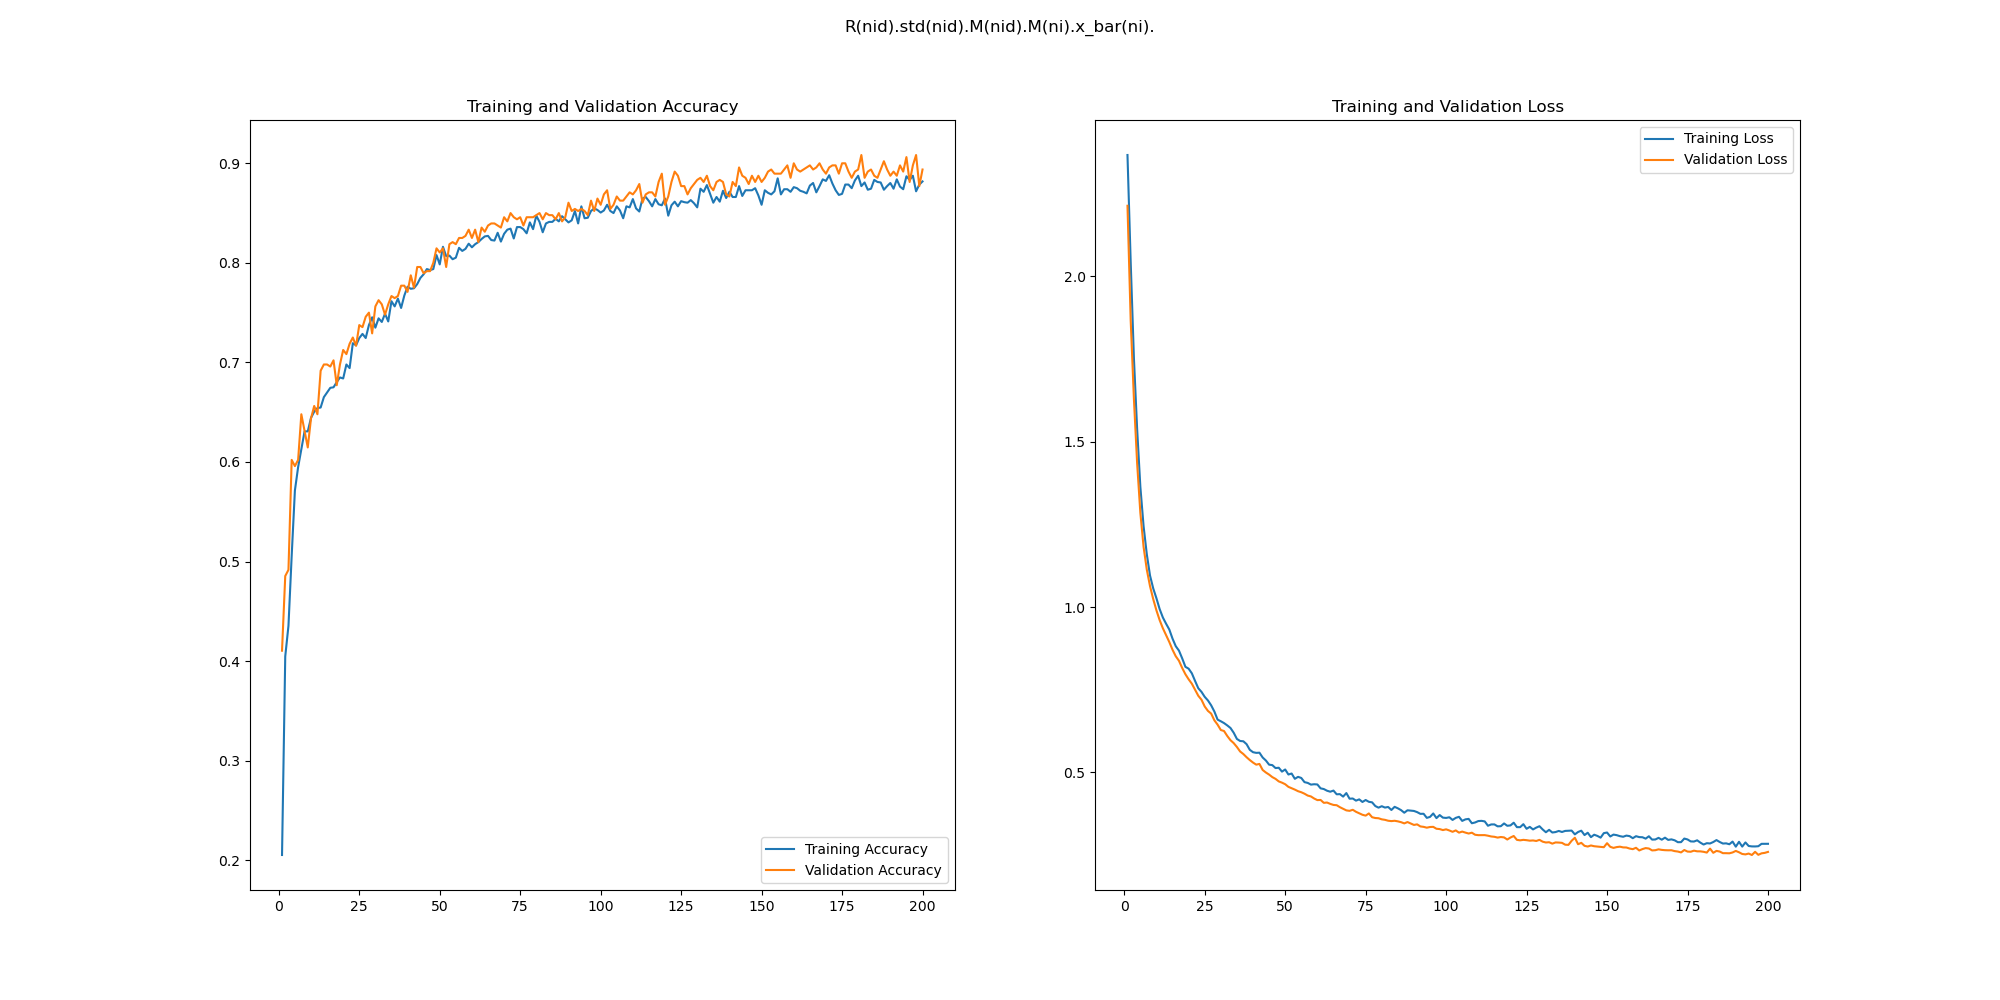 R(nid).std(nid).M(nid).M(ni).x_bar(ni).
Training and Validation Accuracy
0.9
0.8
0.7
0.6
0.5
0.4
0.3
0.2
0 25 50 75 100 125 150 175 200
Training Accuracy
Validation Accuracy
Training and Validation Loss
2.0
1.5
1.0
0.5
0 25 50 75 100 125 150 175 200
Training Loss
Validation Loss